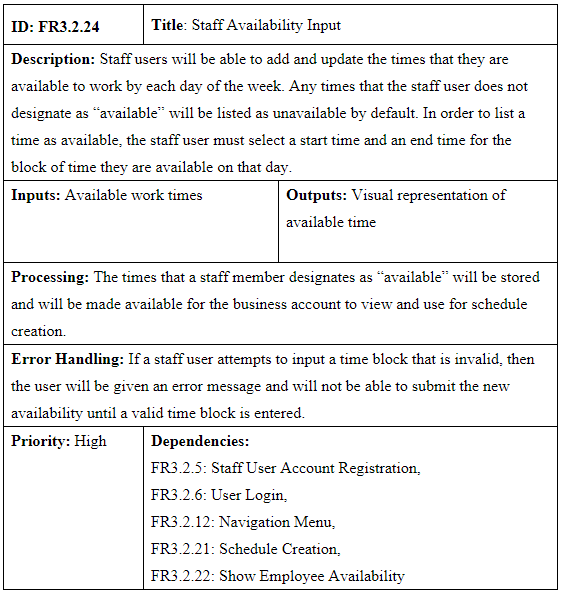 ID: FR3.2.24
Title: Staff Availability Input
Description: Staff users will be able to add and update the times that they are
available to work by each day of the week. Any times that the staff user does not
designate as “available” will be listed as unavailable by default. In order to list a
time as available, the staff user must select a start time and an end time for the
block of time they are available on that day.
Inputs: Available work times
Outputs: Visual representation of
available time
Processing: The times that a staff member designates as “available” will be stored
and will be made available for the business account to view and use for schedule
creation.
Error Handling: If a staff user attempts to input a time block that is invalid, then
the user will be given an error message and will not be able to submit the new
availability until a valid time block is entered.
Priority: High
Dependencies:
FR3.2.5: Staff User Account Registration,
FR3.2.6: User Login,
FR3.2.12: Navigation Menu,
FR3.2.21: Schedule Creation,
FR3.2.22: Show Employee Availability